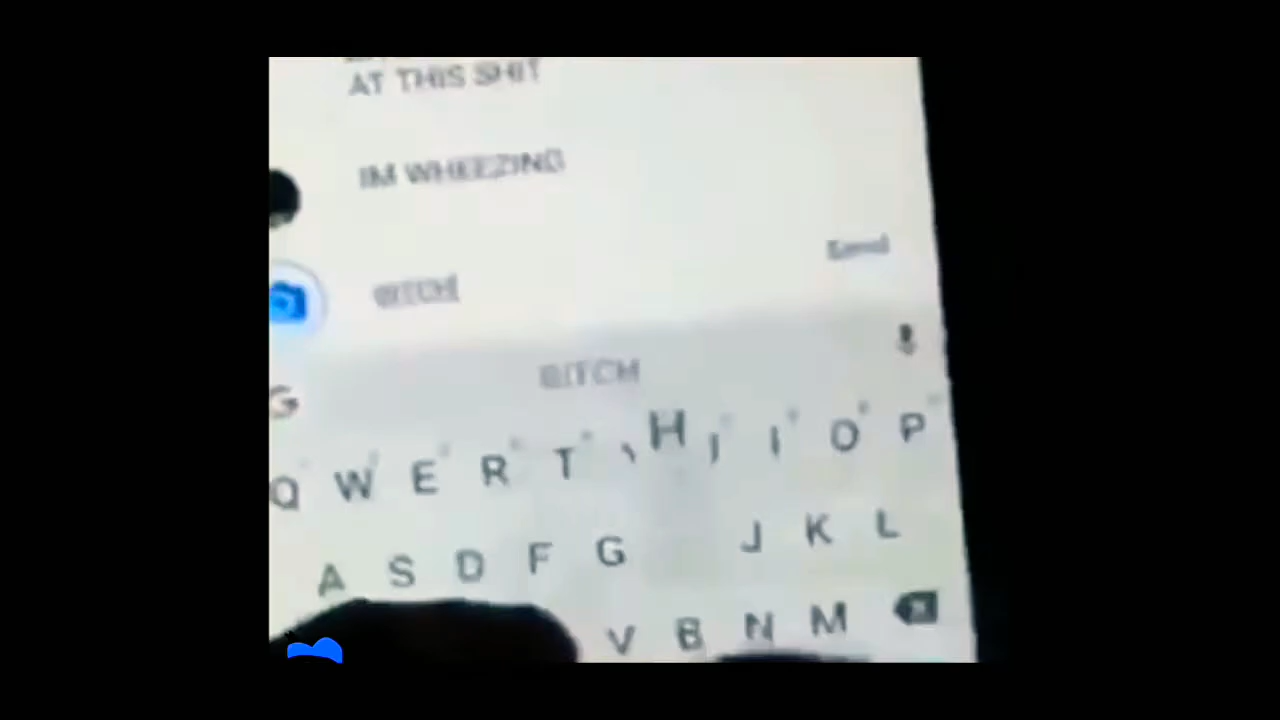 AT THIS SHIT
IM WHEEZING
Send
BITCH
BITCH
G
Q W E R T H I O P
A S D F G J K L
V B N M